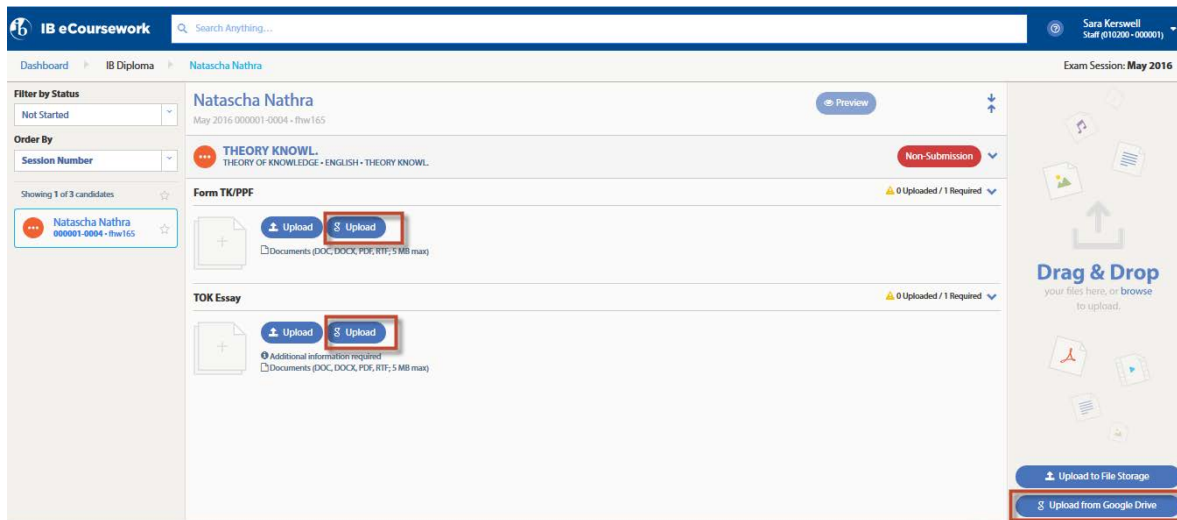 IB eCoursework
Search Anything...
Sara Kerswell
Staff (010200 - 000001)
Dashboard
IB Diploma
Natascha Nathra
Exam Session: May 2016
Filter by Status
Not Started
Order By
Session Number
Showing 1 of 3 candidates
Natascha Nathra
000001-0004 • fhw165
Natascha Nathra
May 2016 000001-0004 • fhw165
Preview
THEORY KNOWL.
THEORY OF KNOWLEDGE • ENGLISH • THEORY KNOWL.
Non-Submission
Form TK/PPF
0 Uploaded / 1 Required
Upload
Upload
Documents (DOC, DOCX, PDF, RTF; 5 MB max)
TOK Essay
0 Uploaded / 1 Required
Upload
Upload
Additional information required
Documents (DOC, DOCX, PDF, RTF; 5 MB max)
Drag & Drop
your files here, or browse
to upload.
Upload to File Storage
Upload from Google Drive